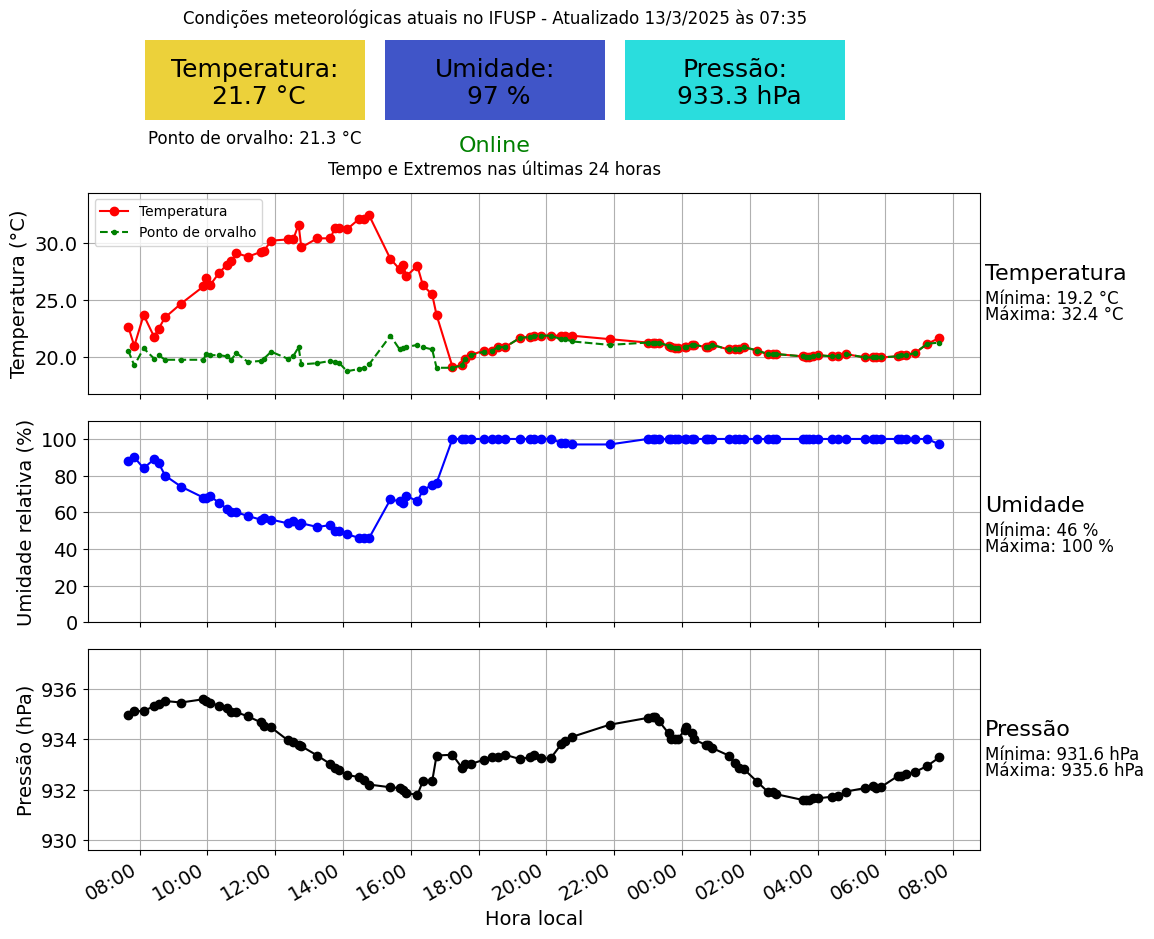 Condições meteorológicas atuais no IFUSP - Atualizado 13/3/2025 às 07:35
Temperatura:
21.7 °C
Umidade:
97 %
Pressão:
933.3 hPa
Ponto de orvalho: 21.3 °C
Online
Tempo e Extremos nas últimas 24 horas
Temperatura (°C)
30.0
25.0
20.0
Temperatura
Ponto de orvalho
Temperatura
Mínima: 19.2 °C
Máxima: 32.4 °C
Umidade relativa (%)
100
80
60
40
20
0
Umidade
Mínima: 46 %
Máxima: 100 %
Pressão (hPa)
936
934
932
930
Pressão
Mínima: 931.6 hPa
Máxima: 935.6 hPa
08:00 10:00 12:00 14:00 16:00 18:00 20:00 22:00 00:00 02:00 04:00 06:00 08:00
Hora local